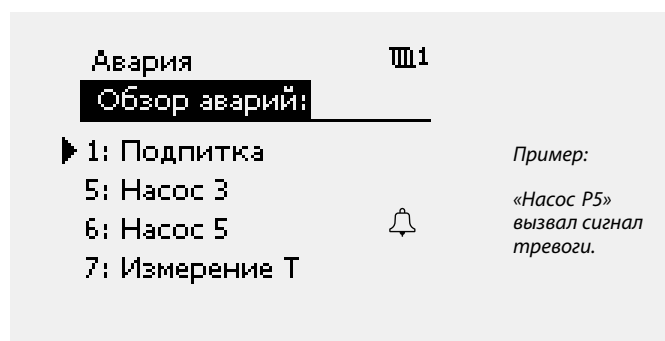 Авария 1
Обзор аварий:
1: Подпитка
5: Насос 3
6: Насос 5
7: Измерение T
Пример:
«Насос P5»
вызвал сигнал
тревоги.